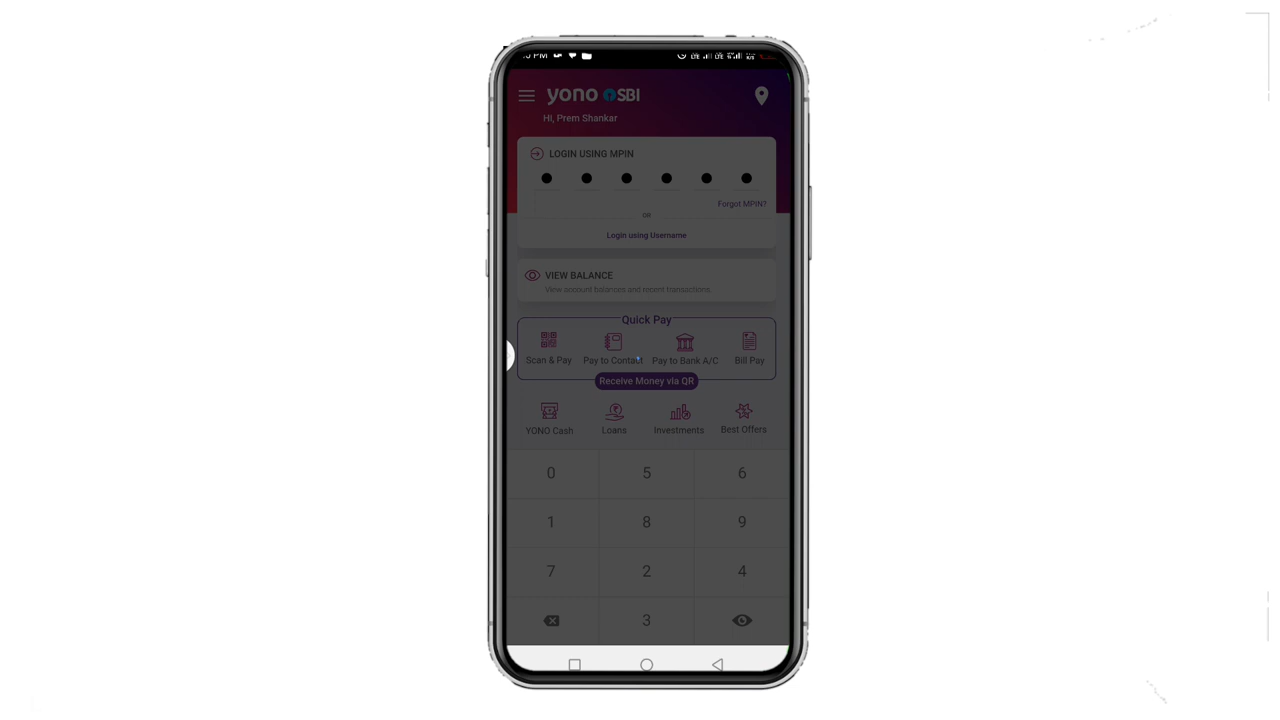 PM
yono SBI
Hi, Prem Shankar
LOGIN USING MPIN
Forgot MPIN?
OR
Login using Username
VIEW BALANCE
View account balances and recent transactions
Quick Pay
Scan & Pay Pay to Contact Pay to Bank A/C Bill Pay
Receive Money via QR
YONO Cash Loans Investments Best Offers
0 5 6
1 8 9
7 2 4
3